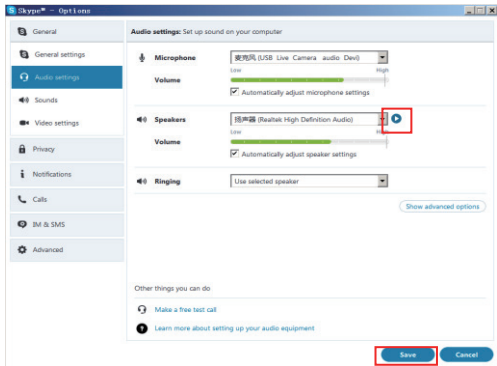 Skype™ - Options
General
General settings
Audio settings
Sounds
Video settings
Privacy
Notifications
Calls
IM & SMS
Advanced
Audio settings: Set up sound on your computer
Microphone
麦克风 (USB Live Camera audio Devi)
Volume
Low
High
Automatically adjust microphone settings
Speakers
扬声器 (Realtek High Definition Audio)
Volume
Low
High
Automatically adjust speaker settings
Ringing
Use selected speaker
Show advanced options
Other things you can do
Make a free test call
Learn more about setting up your audio equipment
Save
Cancel